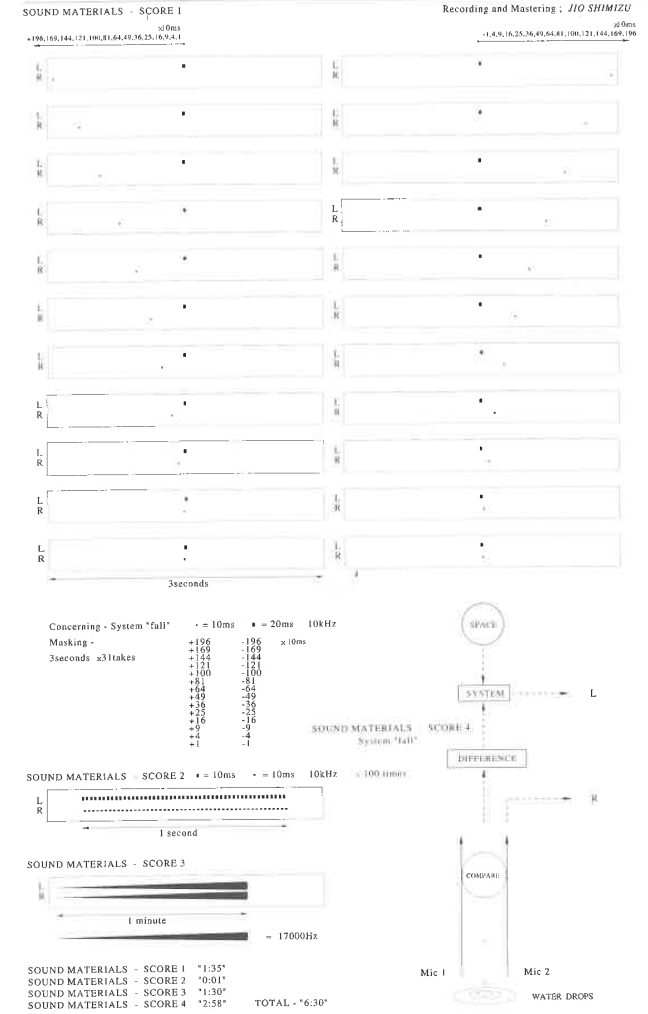 SOUND MATERIALS - SCORE 1
Recording and Mastering ; JIO SHIMIZU
x10ms
+196,169,144,121,100,81,64,49,36,25,16,9,4,1
x10ms
-1,4,9,16,25,36,49,64,81,100,121,144,169,196
L
R
L
R
L
R
L
R
L
R
L
R
L
R
L
R
L
R
L
R
L
R
L
R
L
R
L
R
L
R
L
R
L
R
L
R
L
R
L
R
L
R
L
R
3seconds
Concerning - System "fall" · = 10ms ▪ = 20ms 10kHz
Masking - +196 -196 x 10ms
+169 -169
3seconds x31takes +144 -144
+121 -121
+100 -100
+81 -81
+64 -64
+49 -49
+36 -36
+25 -25
+16 -16
+9 -9
+4 -4
+1 -1
SPACE
SYSTEM
L
SOUND MATERIALS - SCORE 4
System "fall"
DIFFERENCE
SOUND MATERIALS - SCORE 2 ▪ = 10ms - = 10ms 10kHz x 100 times
L
R
1 second
R
SOUND MATERIALS - SCORE 3
L
R
1 minute
= 17000Hz
COMPARE
Mic 1
Mic 2
WATER DROPS
SOUND MATERIALS - SCORE 1 "1:35"
SOUND MATERIALS - SCORE 2 "0:01"
SOUND MATERIALS - SCORE 3 "1:30"
SOUND MATERIALS - SCORE 4 "2:58" TOTAL - "6:30"